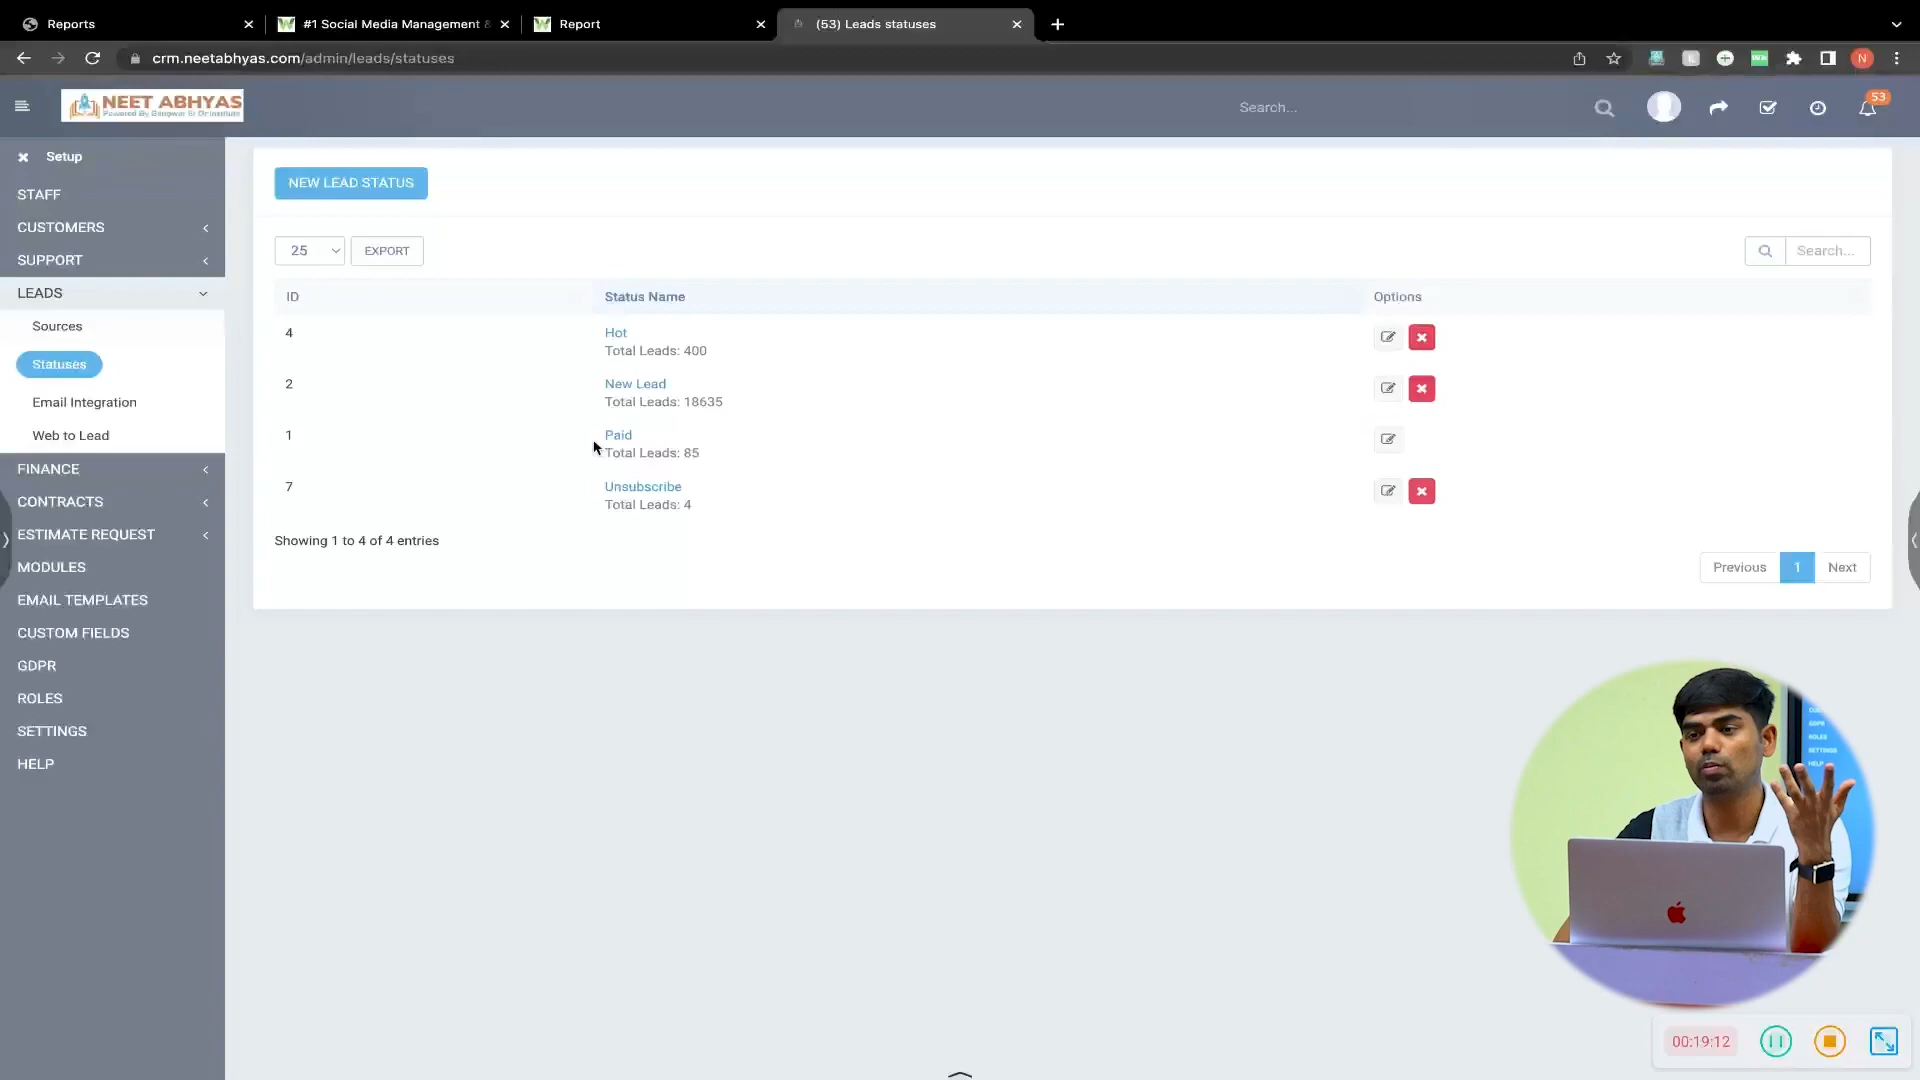 Reports
#1 Social Media Management &
Report
(53) Leads statuses
crm.neetabhyas.com/admin/leads/statuses
N
NEET ABHYAS
Search...
53
Setup
STAFF
CUSTOMERS
SUPPORT
LEADS
Sources
Statuses
Email Integration
Web to Lead
FINANCE
CONTRACTS
ESTIMATE REQUEST
MODULES
EMAIL TEMPLATES
CUSTOM FIELDS
GDPR
ROLES
SETTINGS
HELP
NEW LEAD STATUS
25
EXPORT
Search...
ID Status Name Options
4 Hot
Total Leads: 400
2 New Lead
Total Leads: 18635
1 Paid
Total Leads: 85
7 Unsubscribe
Total Leads: 4
Showing 1 to 4 of 4 entries
Previous 1 Next
GDPR
ROLES
SETTINGS
HELP
00:19:12